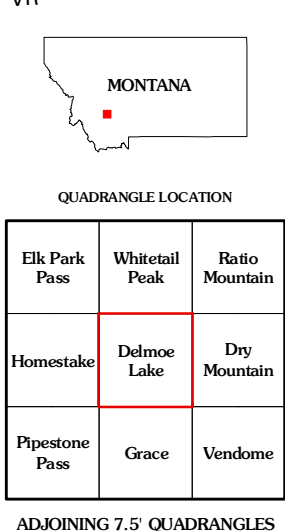 MONTANA
QUADRANGLE LOCATION
Elk Park
Pass
Whitetail
Peak
Ratio
Mountain
Homestake
Delmoe
Lake
Dry
Mountain
Pipestone
Pass
Grace
Vendome
ADJOINING 7.5' QUADRANGLES